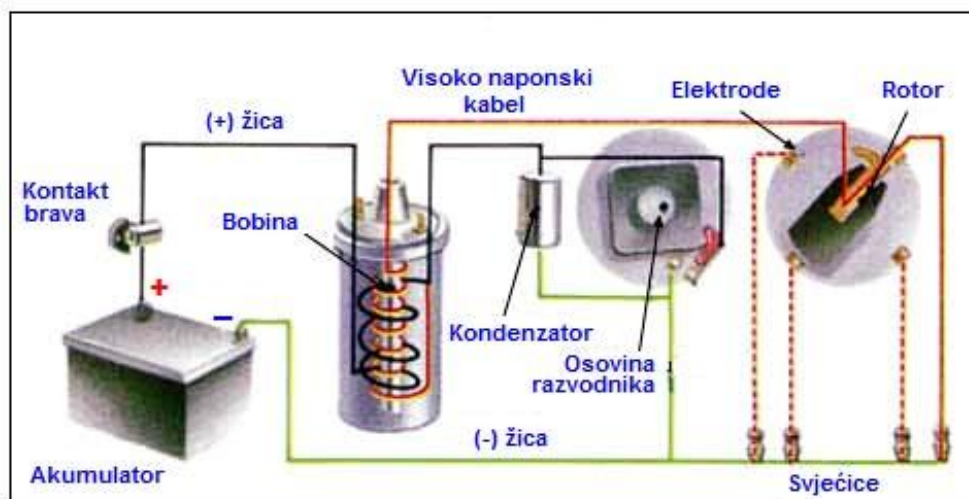 Visoko naponski
kabel
Elektrode
Rotor
(+) žica
Kontakt
brava
Bobina
+
−
Kondenzator
Osovina
razvodnika
(-) žica
Akumulator
Svjećice